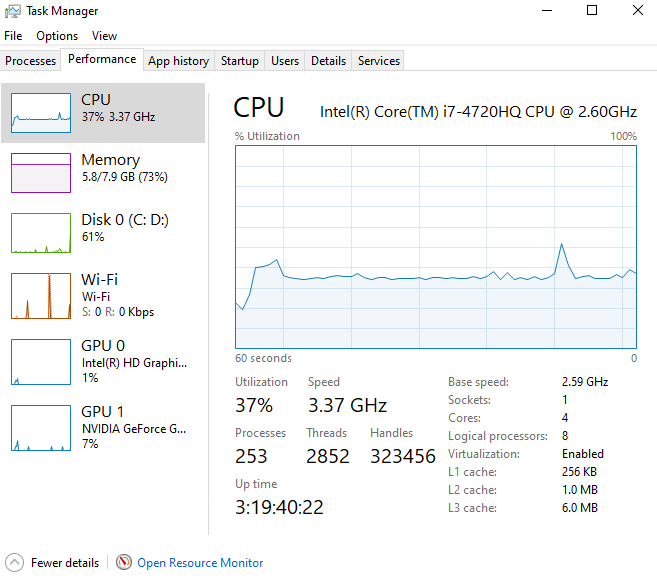 Task Manager
File Options View
Processes Performance App history Startup Users Details Services
CPU
37% 3.37 GHz
Memory
5.8/7.9 GB (73%)
Disk 0 (C: D:)
61%
Wi-Fi
Wi-Fi
S: 0 R: 0 Kbps
GPU 0
Intel(R) HD Graphi...
1%
GPU 1
NVIDIA GeForce G...
7%
CPU Intel(R) Core(TM) i7-4720HQ CPU @ 2.60GHz
% Utilization 100%
60 seconds 0
Utilization Speed
37% 3.37 GHz
Processes Threads Handles
253 2852 323456
Up time
3:19:40:22
Base speed: 2.59 GHz
Sockets: 1
Cores: 4
Logical processors: 8
Virtualization: Enabled
L1 cache: 256 KB
L2 cache: 1.0 MB
L3 cache: 6.0 MB
Fewer details Open Resource Monitor